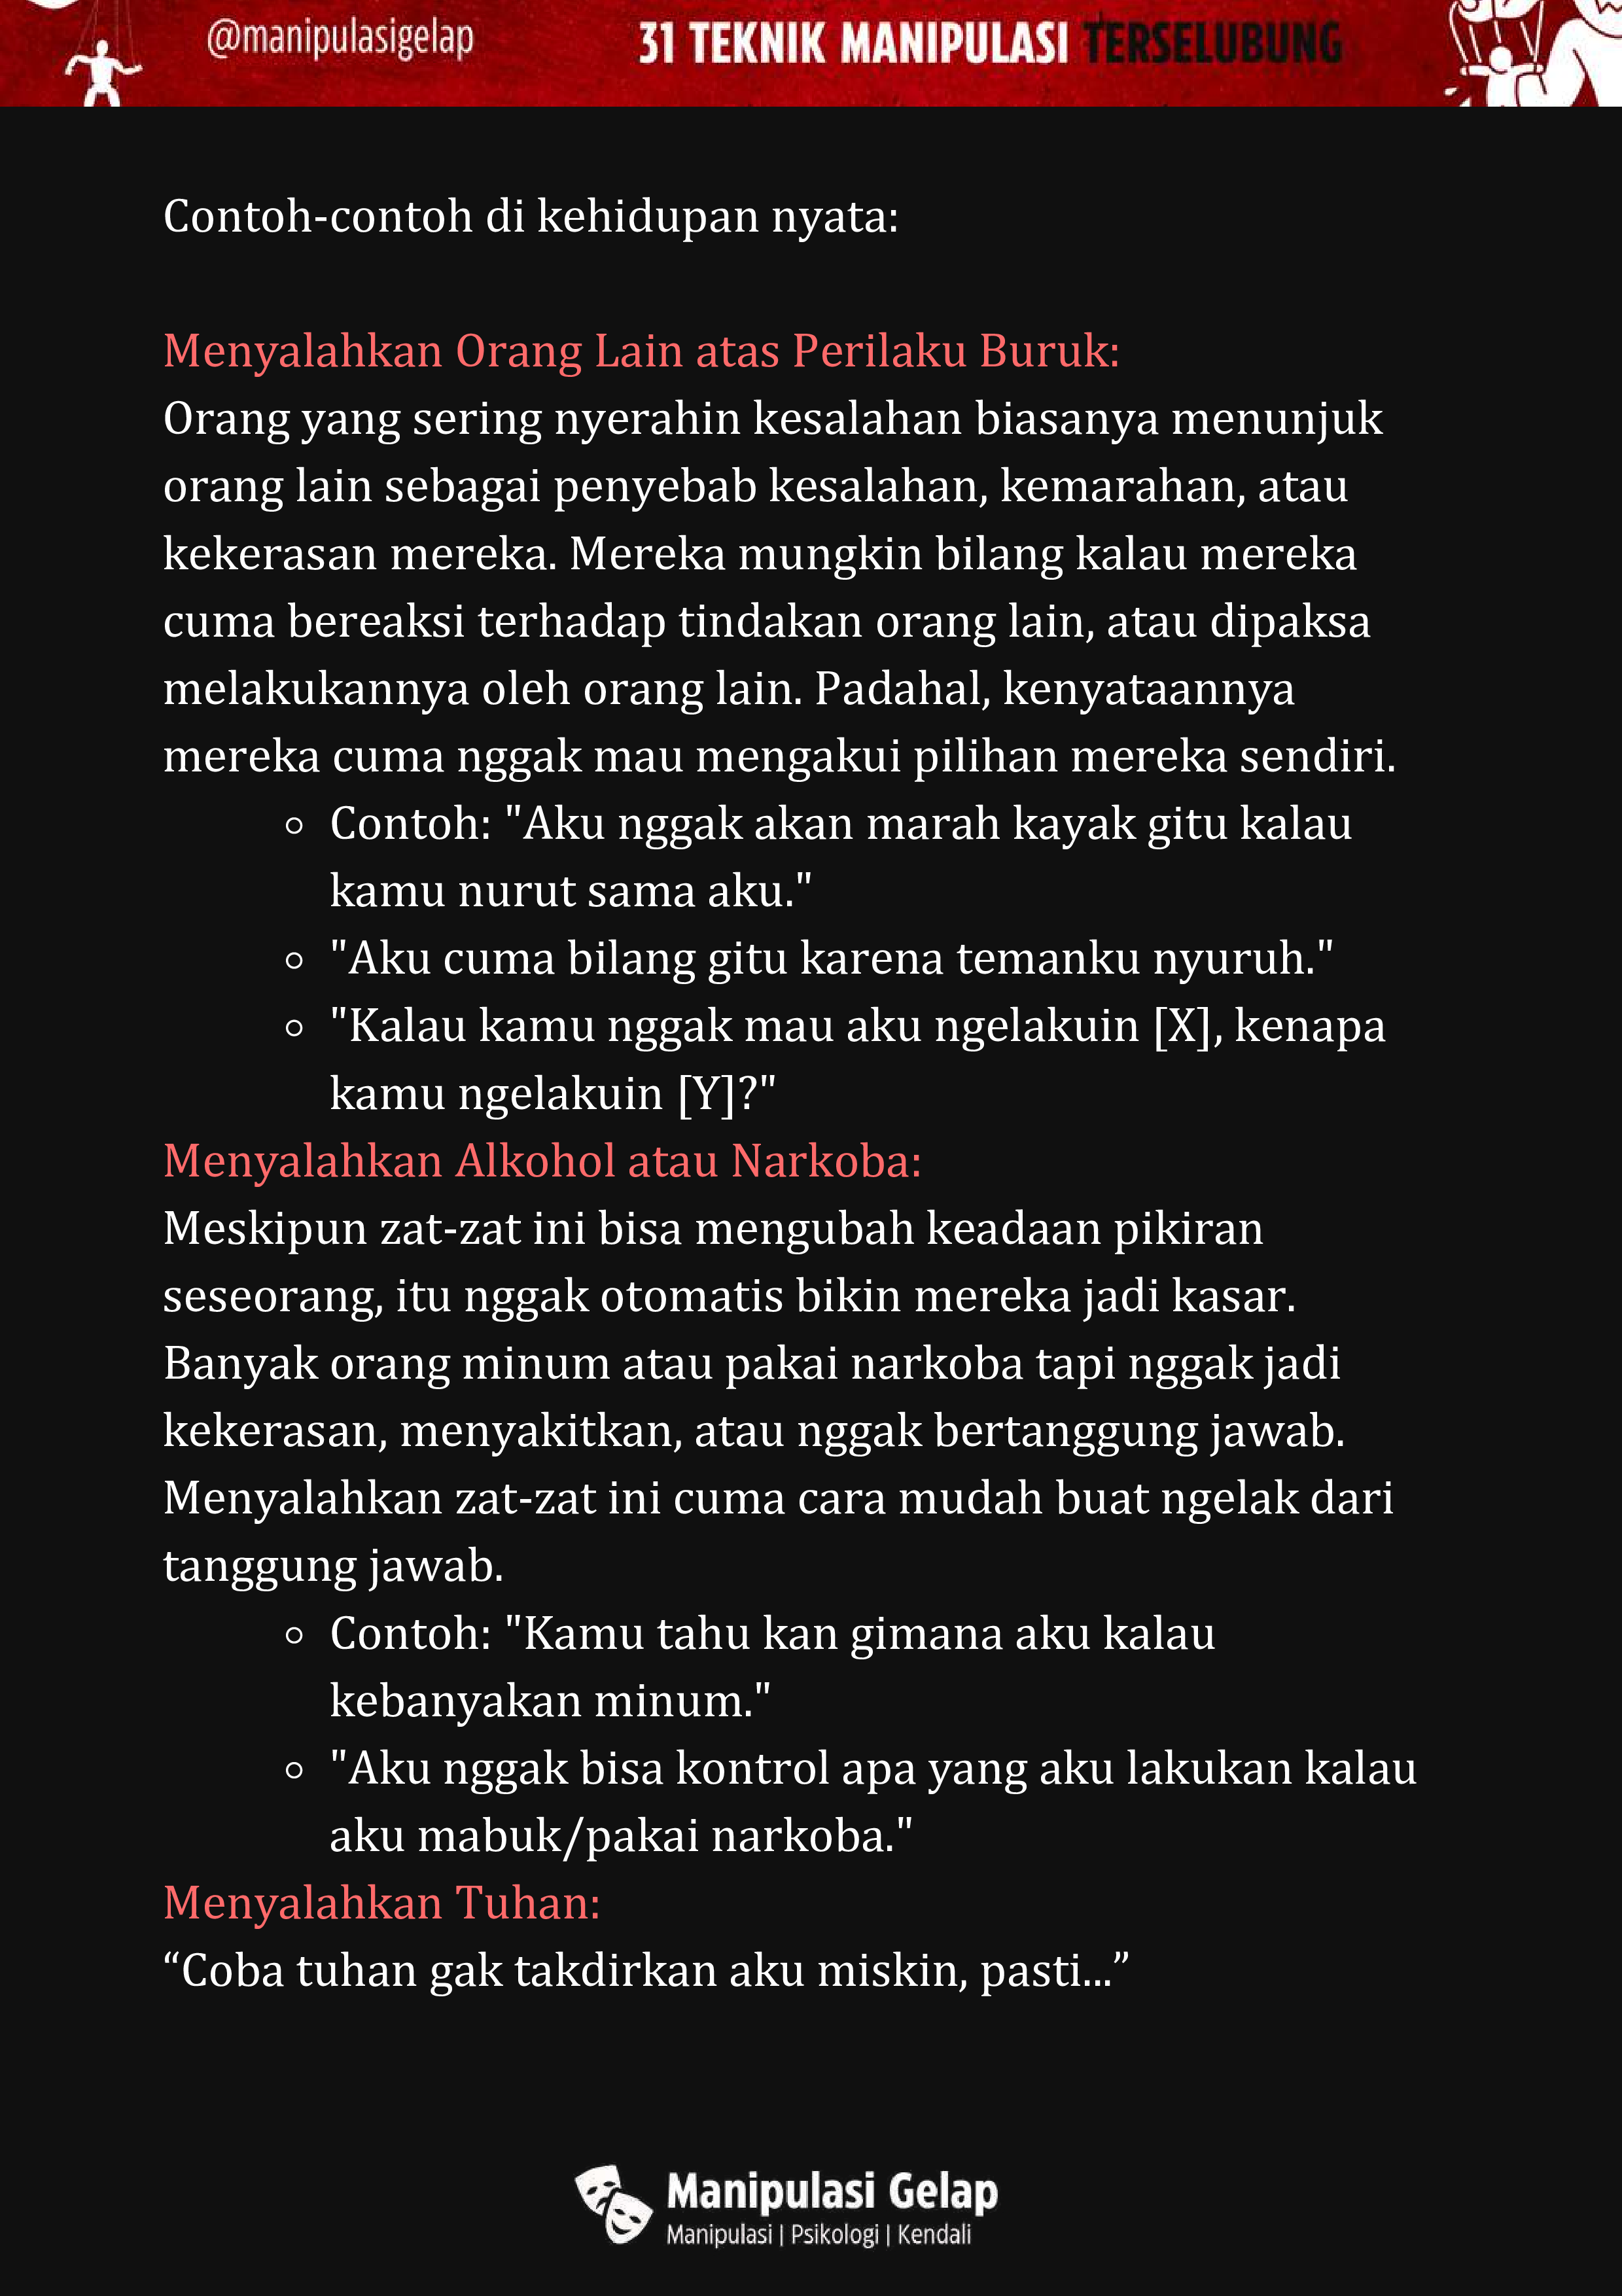 @manipulasigelap
31 TEKNIK MANIPULASI TERSELUBUNG
Contoh-contoh di kehidupan nyata:
Menyalahkan Orang Lain atas Perilaku Buruk:
Orang yang sering nyerahin kesalahan biasanya menunjuk
orang lain sebagai penyebab kesalahan, kemarahan, atau
kekerasan mereka. Mereka mungkin bilang kalau mereka
cuma bereaksi terhadap tindakan orang lain, atau dipaksa
melakukannya oleh orang lain. Padahal, kenyataannya
mereka cuma nggak mau mengakui pilihan mereka sendiri.
◦ Contoh: "Aku nggak akan marah kayak gitu kalau
kamu nurut sama aku."
◦ "Aku cuma bilang gitu karena temanku nyuruh."
◦ "Kalau kamu nggak mau aku ngelakuin [X], kenapa
kamu ngelakuin [Y]?"
Menyalahkan Alkohol atau Narkoba:
Meskipun zat-zat ini bisa mengubah keadaan pikiran
seseorang, itu nggak otomatis bikin mereka jadi kasar.
Banyak orang minum atau pakai narkoba tapi nggak jadi
kekerasan, menyakitkan, atau nggak bertanggung jawab.
Menyalahkan zat-zat ini cuma cara mudah buat ngelak dari
tanggung jawab.
◦ Contoh: "Kamu tahu kan gimana aku kalau
kebanyakan minum."
◦ "Aku nggak bisa kontrol apa yang aku lakukan kalau
aku mabuk/pakai narkoba."
Menyalahkan Tuhan:
“Coba tuhan gak takdirkan aku miskin, pasti...”
Manipulasi Gelap
Manipulasi | Psikologi | Kendali